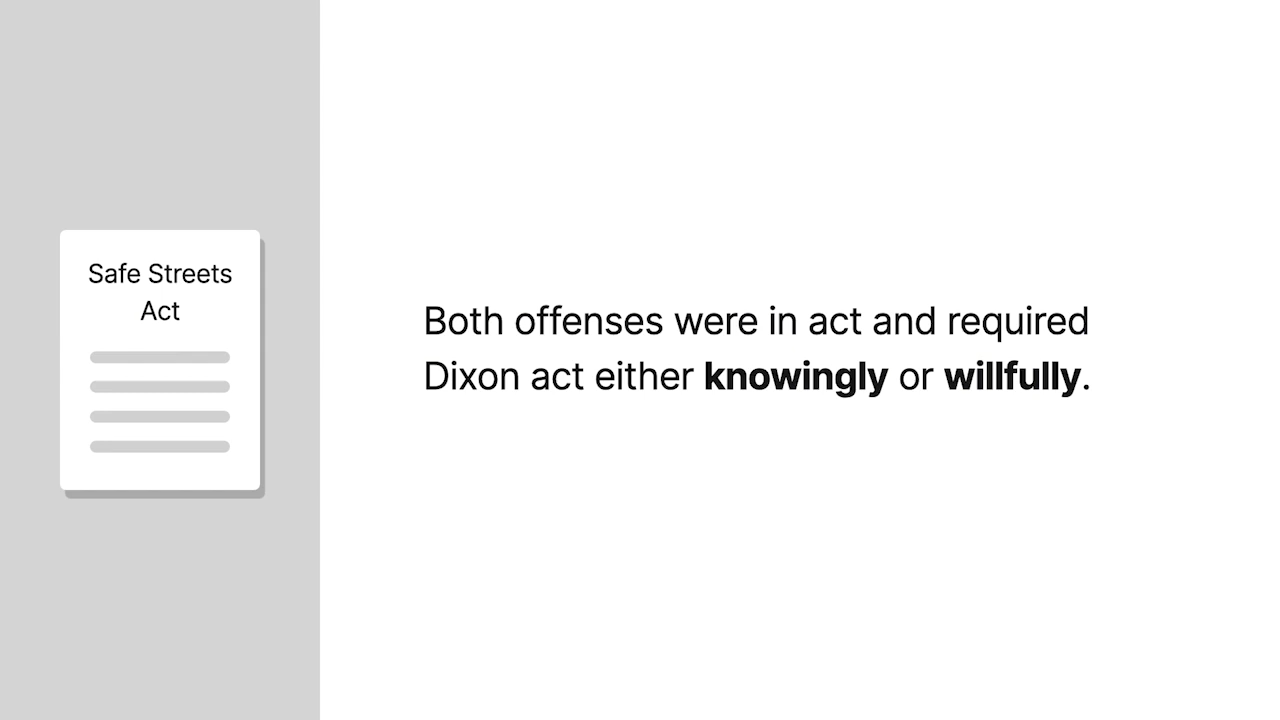 Safe Streets
Act
Both offenses were in act and required
Dixon act either knowingly or willfully.